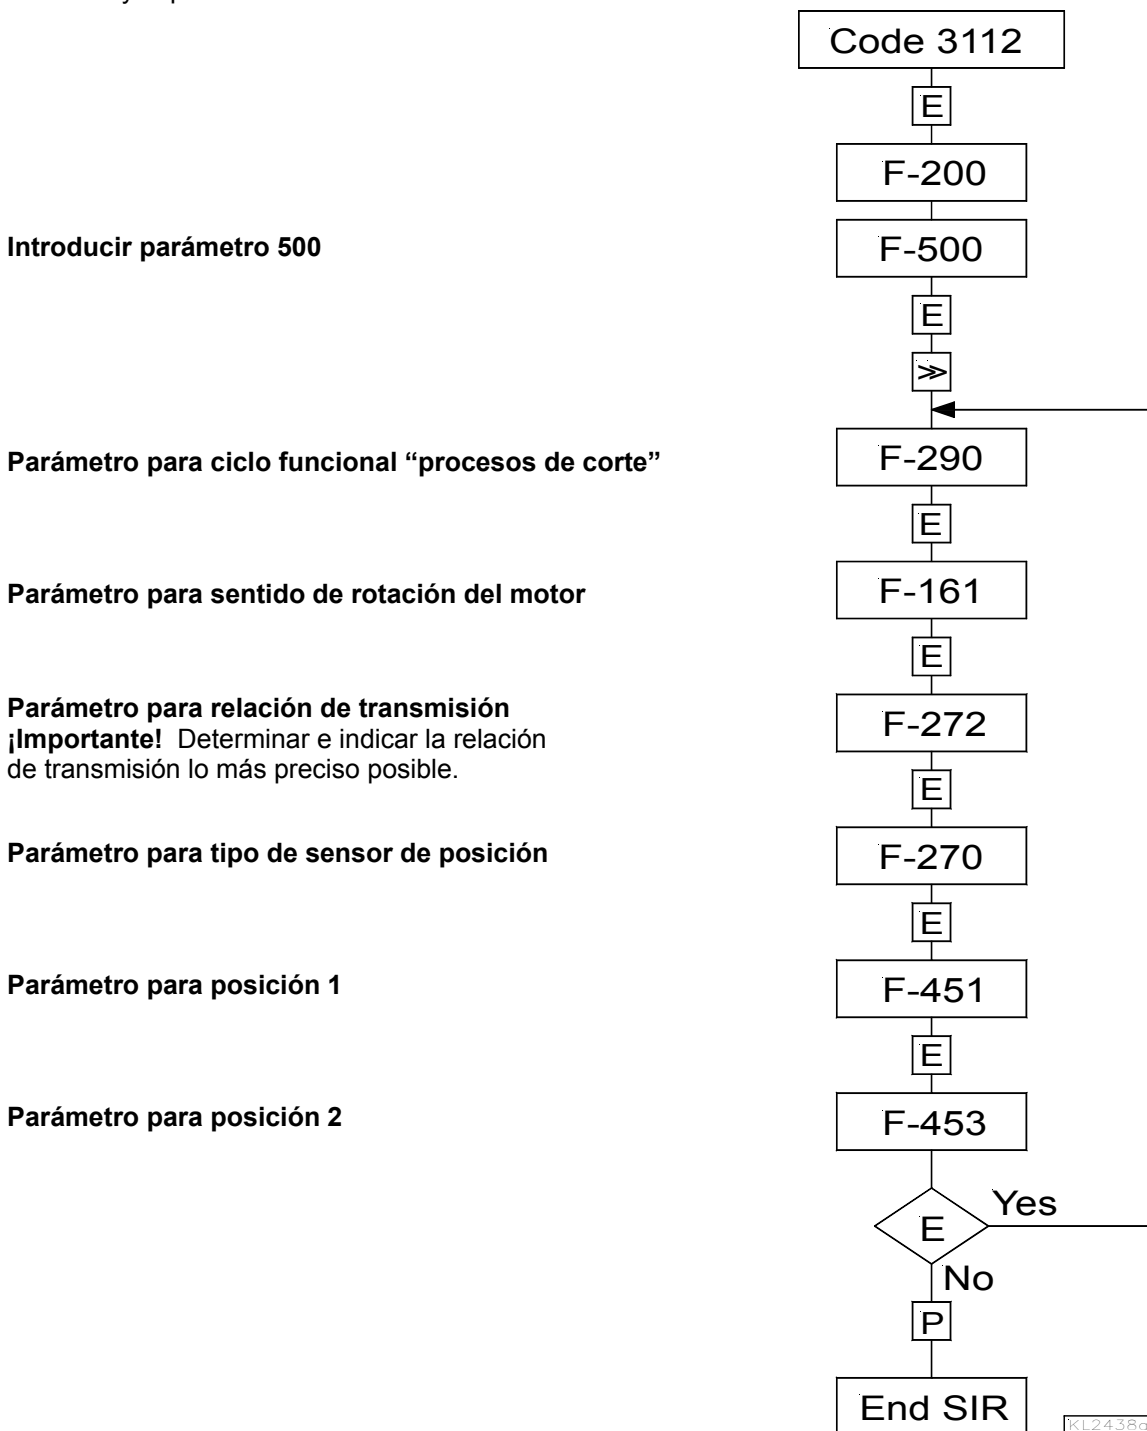 Code 3112
E
F-200
Introducir parámetro 500
F-500
E
≫
Parámetro para ciclo funcional “procesos de corte”
F-290
E
Parámetro para sentido de rotación del motor
F-161
E
Parámetro para relación de transmisión
¡Importante! Determinar e indicar la relación
de transmisión lo más preciso posible.
F-272
E
Parámetro para tipo de sensor de posición
F-270
E
Parámetro para posición 1
F-451
E
Parámetro para posición 2
F-453
E
Yes
No
P
End SIR